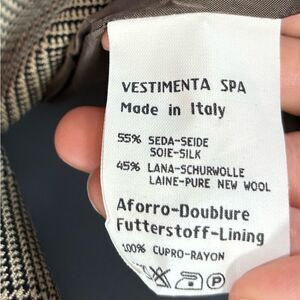 VESTIMENTA SPA
Made in Italy
55% SEDA-SEIDE
SOIE-SILK
45% LANA-SCHURWOLLE
LAINE-PURE NEW WOOL
Aforro-Doublure
Futterstoff-Lining
100% CUPRO-RAYON
P